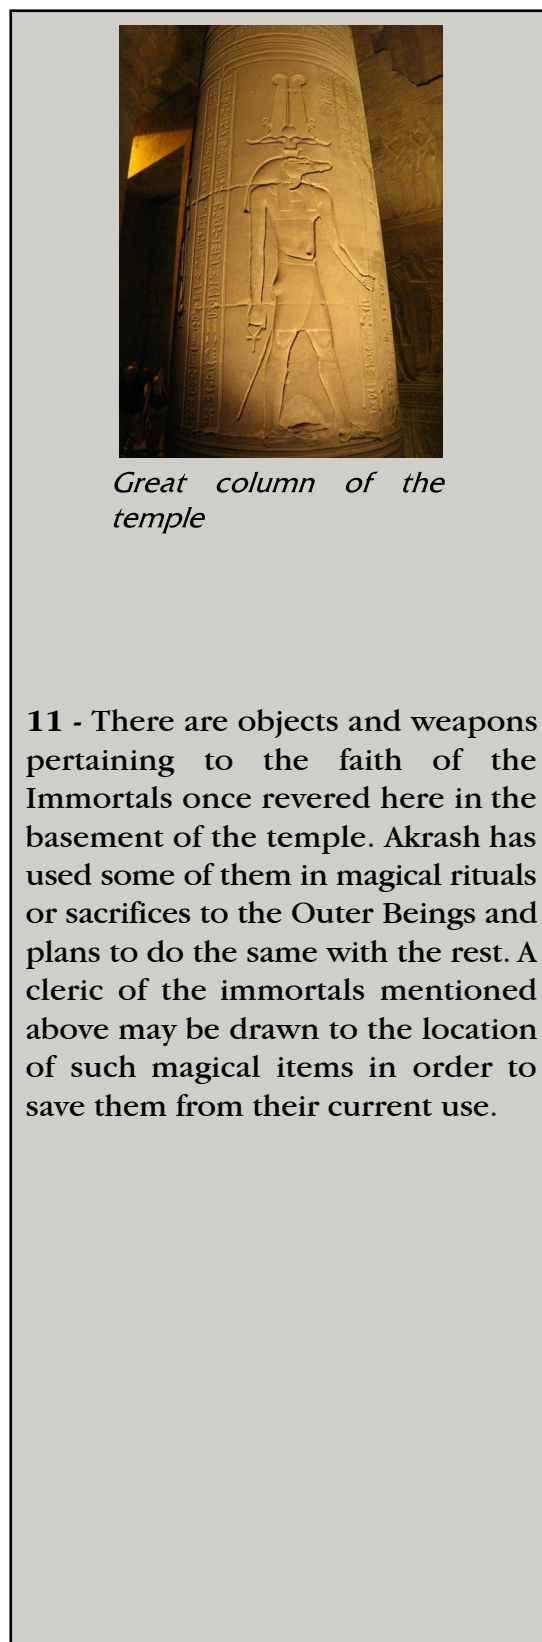 Great column of the
temple
11 - There are objects and weapons
pertaining to the faith of the
Immortals once revered here in the
basement of the temple. Akrash has
used some of them in magical rituals
or sacrifices to the Outer Beings and
plans to do the same with the rest. A
cleric of the immortals mentioned
above may be drawn to the location
of such magical items in order to
save them from their current use.